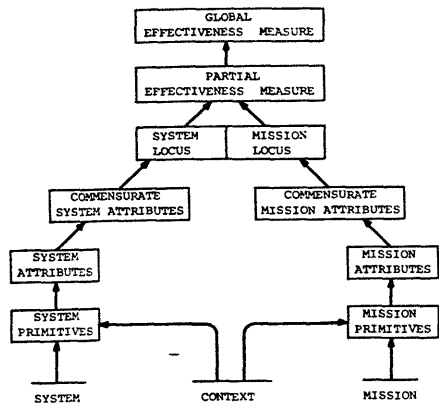 GLOBAL
EFFECTIVENESS MEASURE
PARTIAL
EFFECTIVENESS MEASURE
SYSTEM
LOCUS
MISSION
LOCUS
COMMENSURATE
SYSTEM ATTRIBUTES
COMMENSURATE
MISSION ATTRIBUTES
SYSTEM
ATTRIBUTES
MISSION
ATTRIBUTES
SYSTEM
PRIMITIVES
MISSION
PRIMITIVES
SYSTEM
CONTEXT
MISSION